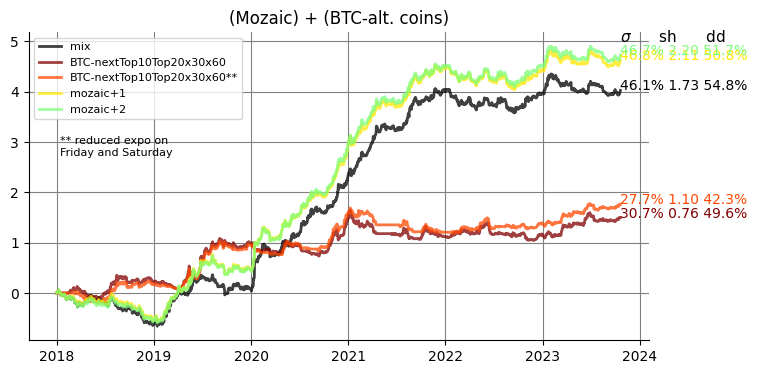 (Mozaic) + (BTC-alt. coins)
σ sh dd
5
mix
BTC-nextTop10Top20x30x60
BTC-nextTop10Top20x30x60**
mozaic+1
mozaic+2
46.7% 2.20 51.7%
46.1% 1.73 54.8%
4
** reduced expo on
Friday and Saturday
3
2
27.7% 1.10 42.3%
30.7% 0.76 49.6%
1
0
2018 2019 2020 2021 2022 2023 2024